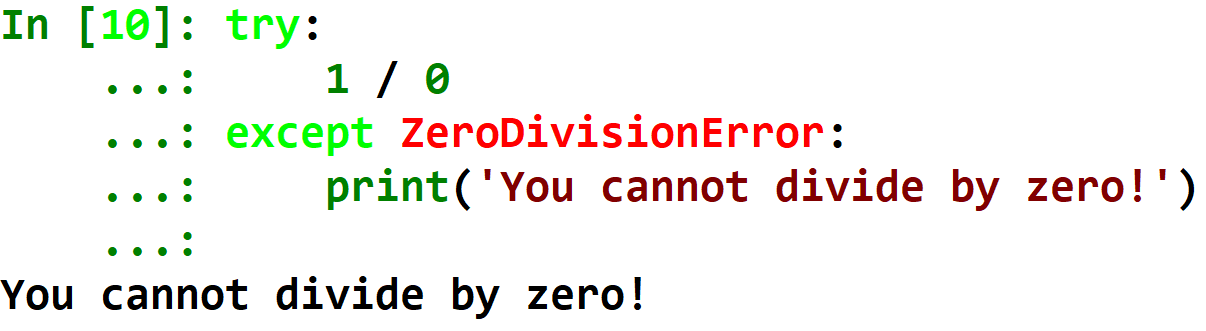 In [10]: try:
    ...:     1 / 0
    ...: except ZeroDivisionError:
    ...:     print('You cannot divide by zero!')
    ...:
You cannot divide by zero!